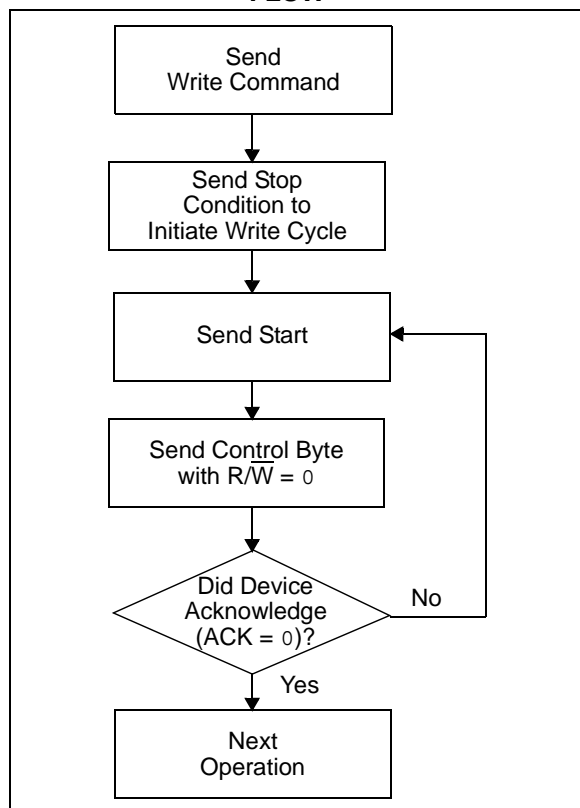 Send
Write Command
Send Stop
Condition to
Initiate Write Cycle
Send Start
Send Control Byte
with R/W̅ = 0
Did Device
Acknowledge
(ACK = 0)?
No
Yes
Next
Operation